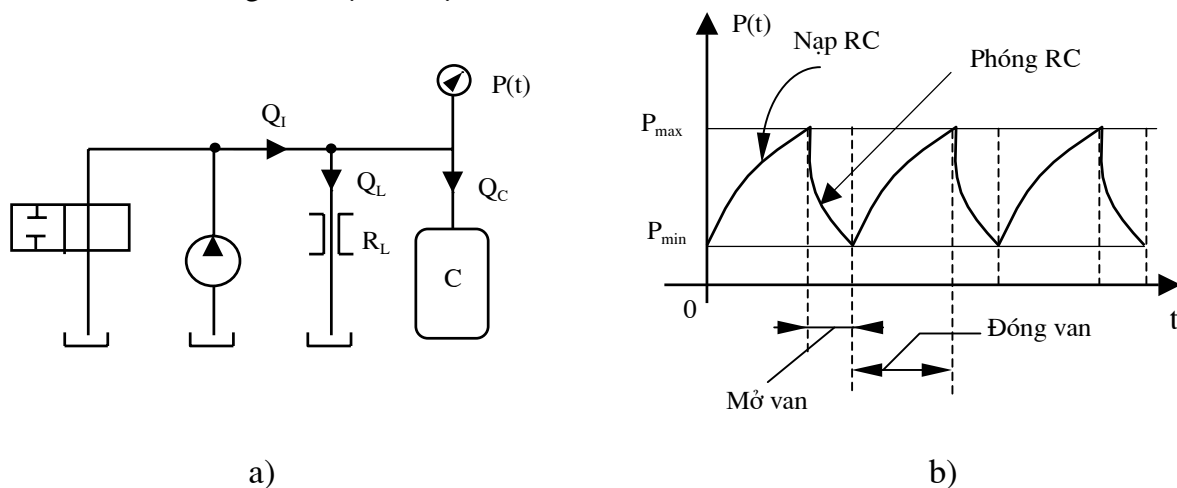 P(t)
Q_I
Q_L
Q_C
R_L
C
a)
P(t)
Nạp RC
Phóng RC
P_max
P_min
0
t
Đóng van
Mở van
b)